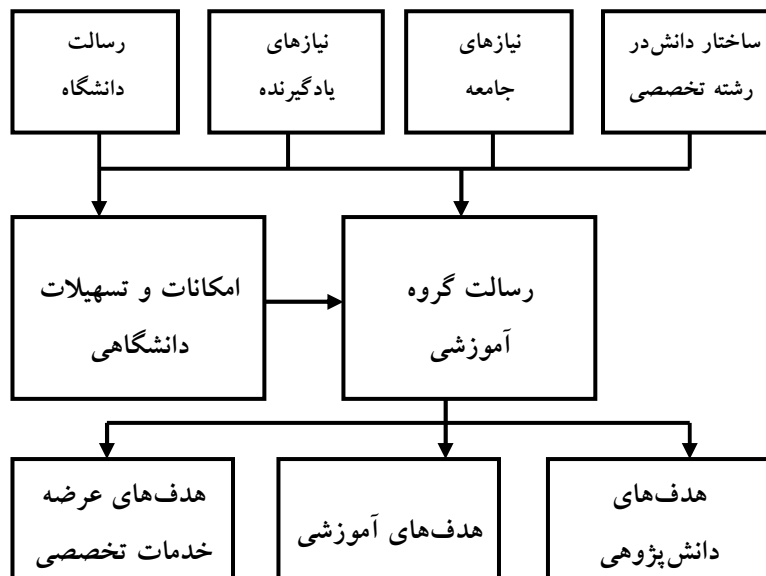 ساختار دانش‌در
رشته تخصصی
نیازهای
جامعه
نیازهای
یادگیرنده
رسالت
دانشگاه
رسالت گروه
آموزشی
امکانات و تسهیلات
دانشگاهی
هدف‌های
دانش‌پژوهی
هدف‌های آموزشی
هدف‌های عرضه
خدمات تخصصی